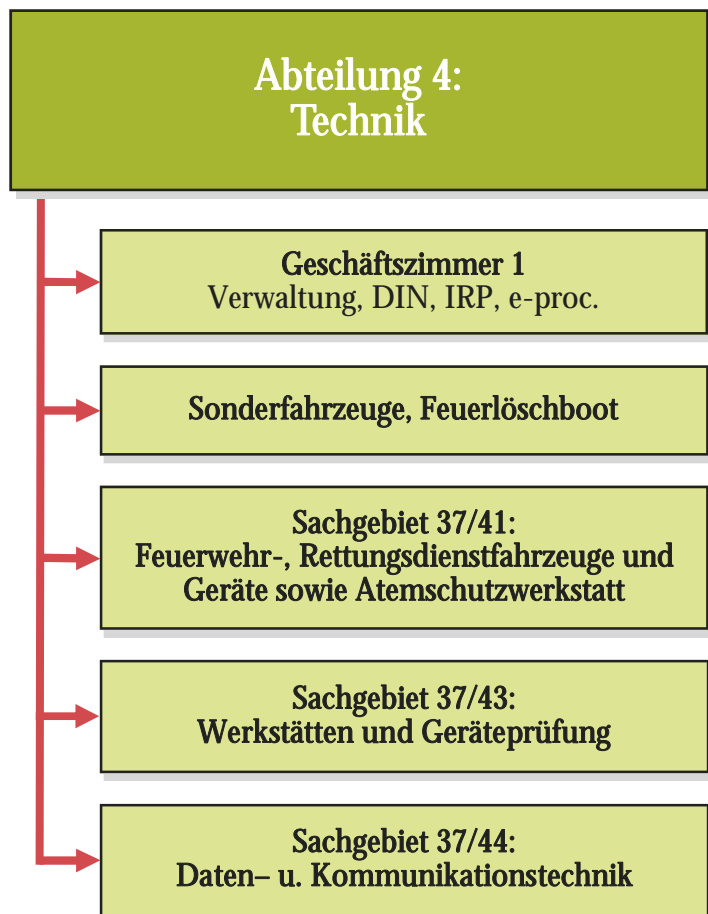 Abteilung 4:
Technik
Geschäftszimmer 1
Verwaltung, DIN, IRP, e-proc.
Sonderfahrzeuge, Feuerlöschboot
Sachgebiet 37/41:
Feuerwehr-, Rettungsdienstfahrzeuge und
Geräte sowie Atemschutzwerkstatt
Sachgebiet 37/43:
Werkstätten und Geräteprüfung
Sachgebiet 37/44:
Daten– u. Kommunikationstechnik